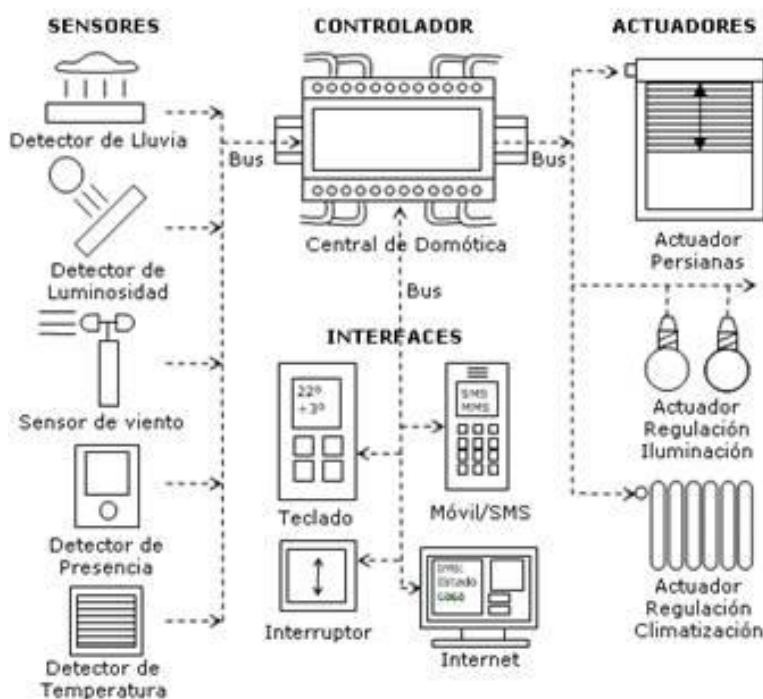 SENSORES
CONTROLADOR
ACTUADORES
Detector de Lluvia
Bus
Bus
Central de Domótica
Actuador
Persianas
Detector de
Luminosidad
Bus
INTERFACES
Sensor de viento
22º
+3º
SMS
MMS
Actuador
Regulación
Iluminación
Teclado
Móvil/SMS
Detector de
Presencia
Estado
Interruptor
Internet
Actuador
Regulación
Climatización
Detector de
Temperatura